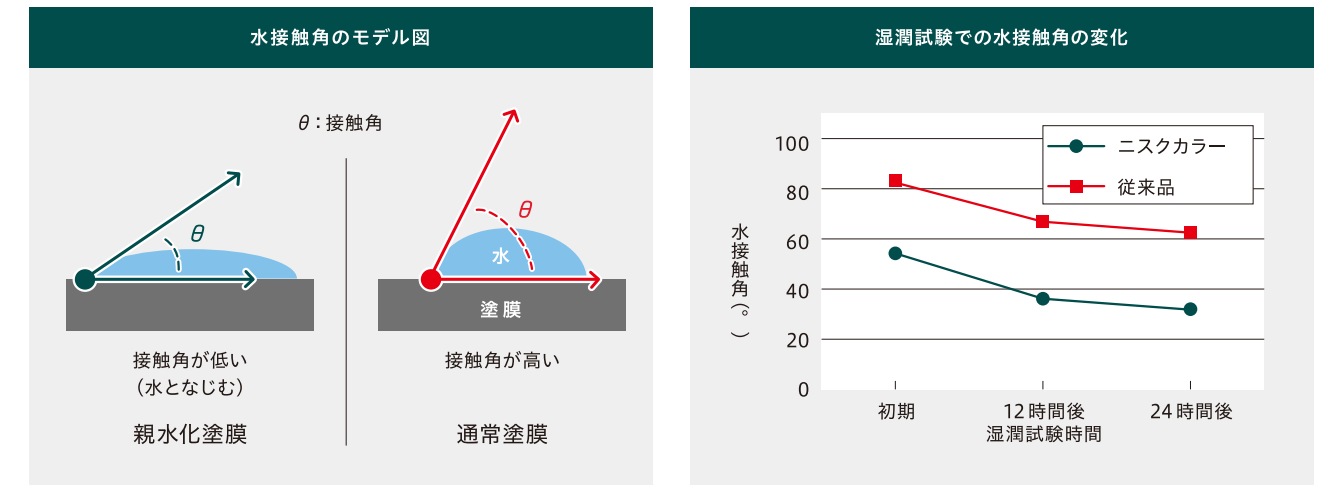 水接触角のモデル図
θ：接触角
θ
θ
水
塗膜
接触角が低い
（水となじむ）
親水化塗膜
接触角が高い
通常塗膜
湿潤試験での水接触角の変化
水接触角（°）
100
80
60
40
20
0
ニスクカラー
従来品
初期
12時間後
24時間後
湿潤試験時間